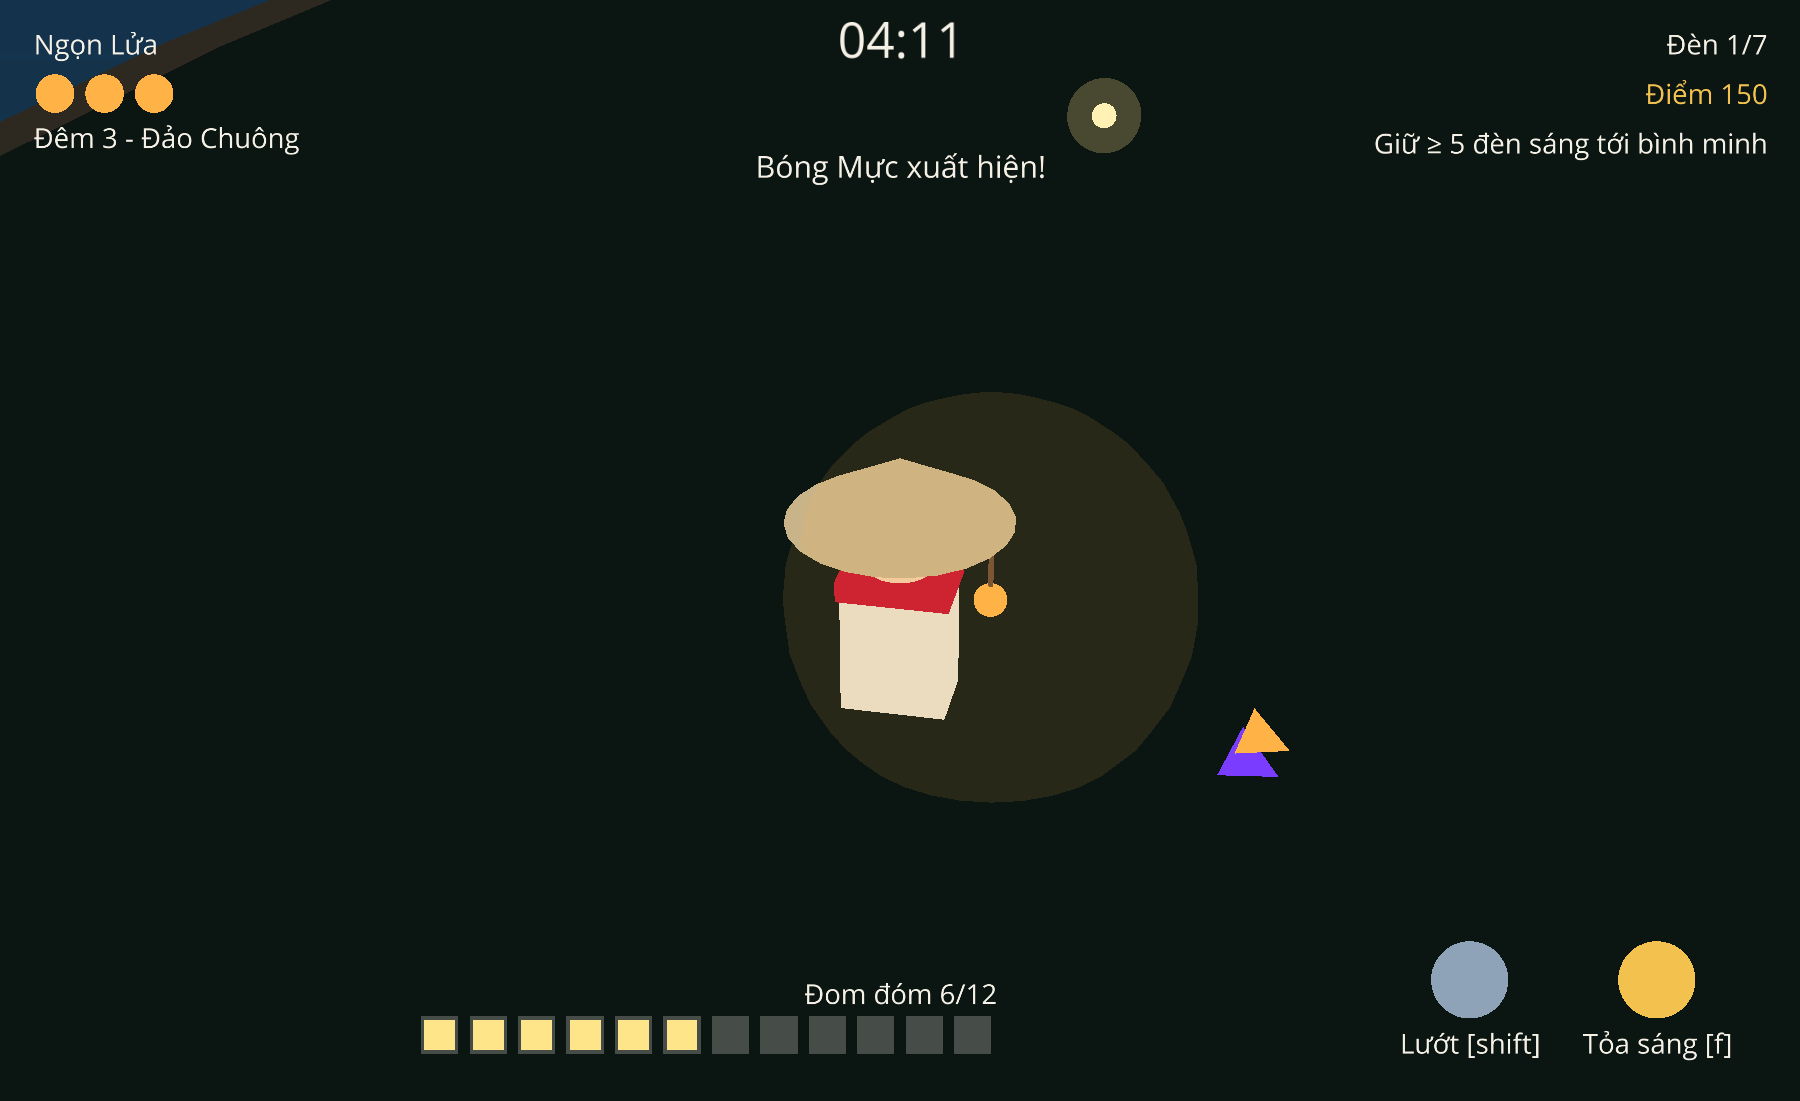 Ngọn Lửa
Đêm 3 - Đảo Chuông
04:11
Bóng Mực xuất hiện!
Đèn 1/7
Điểm 150
Giữ ≥ 5 đèn sáng tới bình minh
Đom đóm 6/12
Lướt [shift]
Tỏa sáng [f]